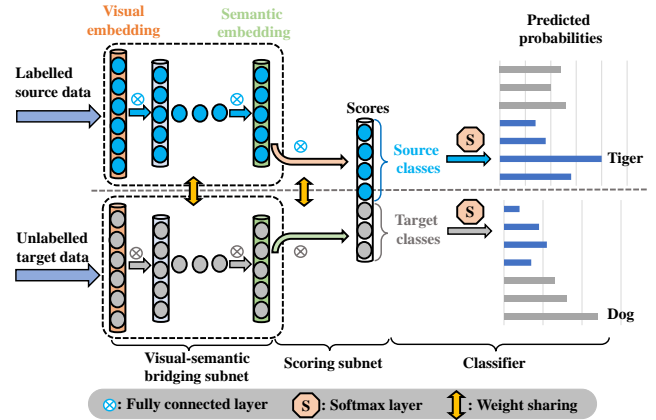 Visual
embedding
Semantic
embedding
Predicted
probabilities
Labelled
source data
Scores
Source
classes
S
Tiger
Unlabelled
target data
Target
classes
S
Dog
Visual-semantic
bridging subnet
Scoring subnet
Classifier
: Fully connected layer
S : Softmax layer
: Weight sharing